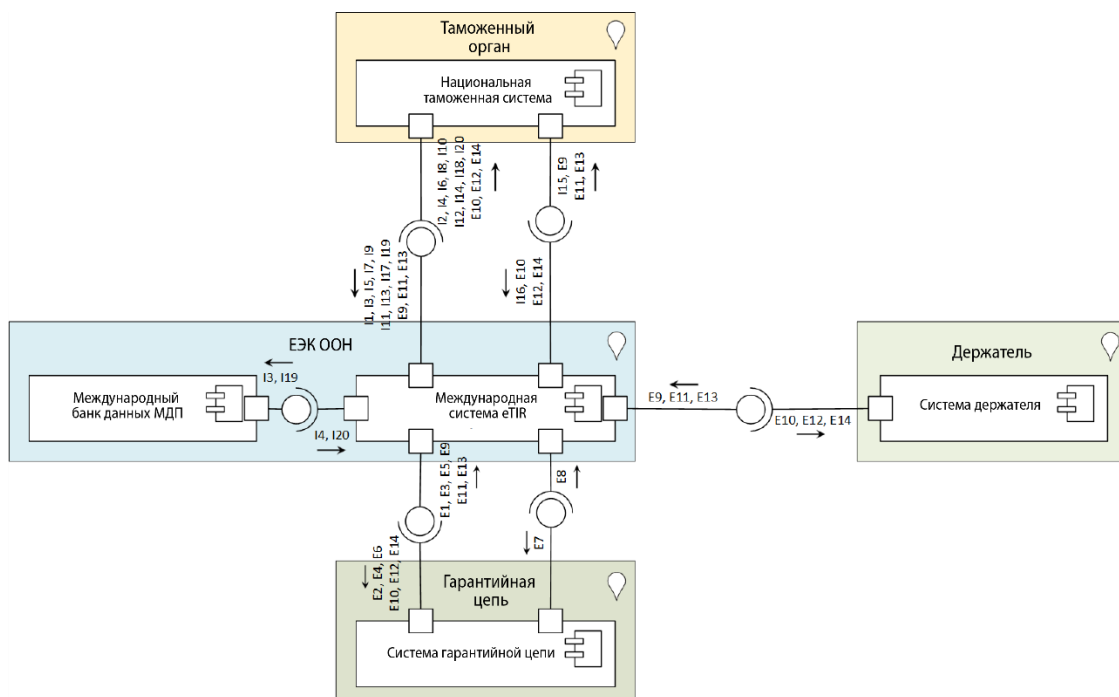 Таможенный
орган
Национальная
таможенная система
I2, I4, I6, I8, I10
I12, I14, I18, I20
E10, E12, E14
I15, E9
E11, E13
I1, I3, I5, I7, I9
I11, I13, I17, I19
E9, E11, E13
I16, E10
E12, E14
ЕЭК ООН
I3, I19
Международный
банк данных МДП
I4, I20
Международная
система eTIR
E9, E11, E13
E10, E12, E14
Держатель
Система держателя
E1, E3, E5, E9
E11, E13
E8
E2, E4, E6
E10, E12, E14
E7
Гарантийная
цепь
Система гарантийной цепи